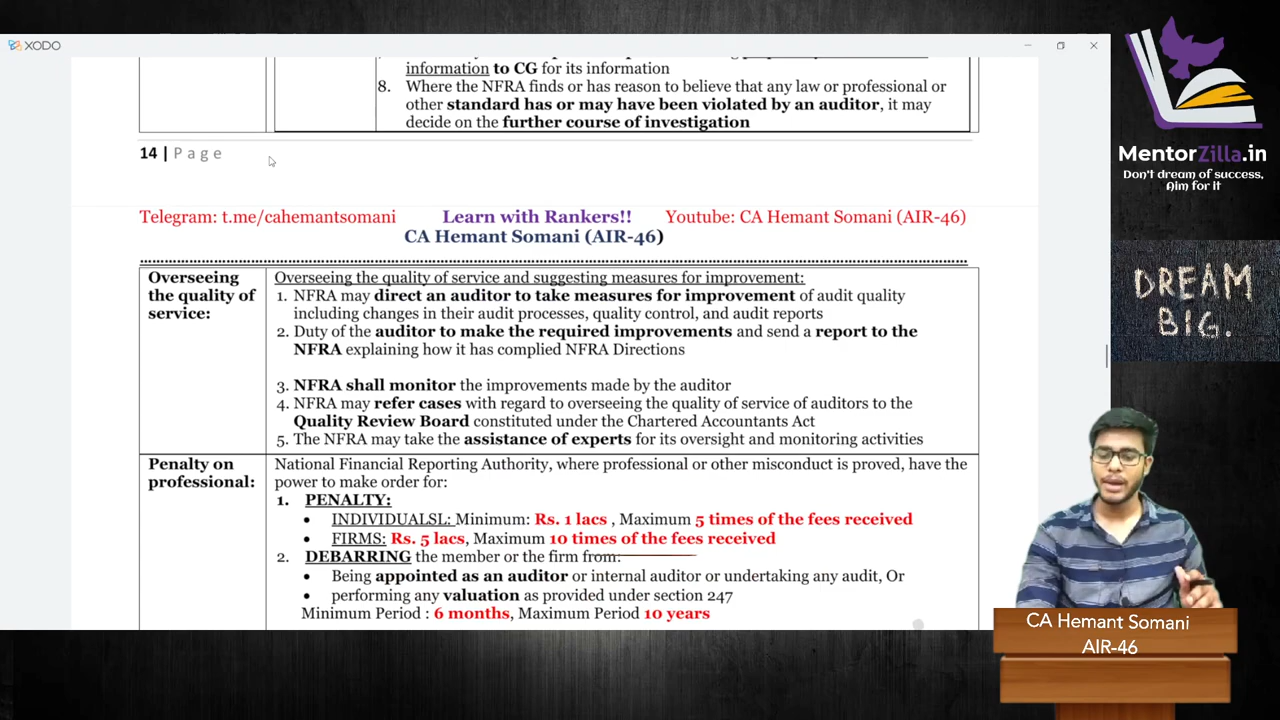 XODO
information to CG for its information
8. Where the NFRA finds or has reason to believe that any law or professional or
other standard has or may have been violated by an auditor, it may
decide on the further course of investigation
14 | P a g e
Telegram: t.me/cahemantsomani Learn with Rankers!! Youtube: CA Hemant Somani (AIR-46)
CA Hemant Somani (AIR-46)
Overseeing
the quality of
service:
Overseeing the quality of service and suggesting measures for improvement:
1. NFRA may direct an auditor to take measures for improvement of audit quality
including changes in their audit processes, quality control, and audit reports
2. Duty of the auditor to make the required improvements and send a report to the
NFRA explaining how it has complied NFRA Directions
3. NFRA shall monitor the improvements made by the auditor
4. NFRA may refer cases with regard to overseeing the quality of service of auditors to the
Quality Review Board constituted under the Chartered Accountants Act
5. The NFRA may take the assistance of experts for its oversight and monitoring activities
Penalty on
professional:
National Financial Reporting Authority, where professional or other misconduct is proved, have the
power to make order for:
1. PENALTY:
• INDIVIDUALSL: Minimum: Rs. 1 lacs , Maximum 5 times of the fees received
• FIRMS: Rs. 5 lacs, Maximum 10 times of the fees received
2. DEBARRING the member or the firm from:
• Being appointed as an auditor or internal auditor or undertaking any audit, Or
• performing any valuation as provided under section 247
Minimum Period : 6 months, Maximum Period 10 years
MentorZilla.in
Don't dream of success,
Aim for it
DREAM
BIG.
CA Hemant Somani
AIR-46